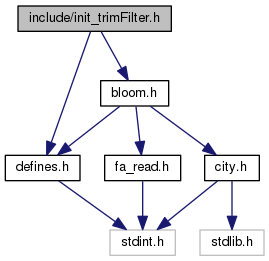 include/init_trimFilter.h
bloom.h
defines.h
fa_read.h
city.h
stdint.h
stdlib.h